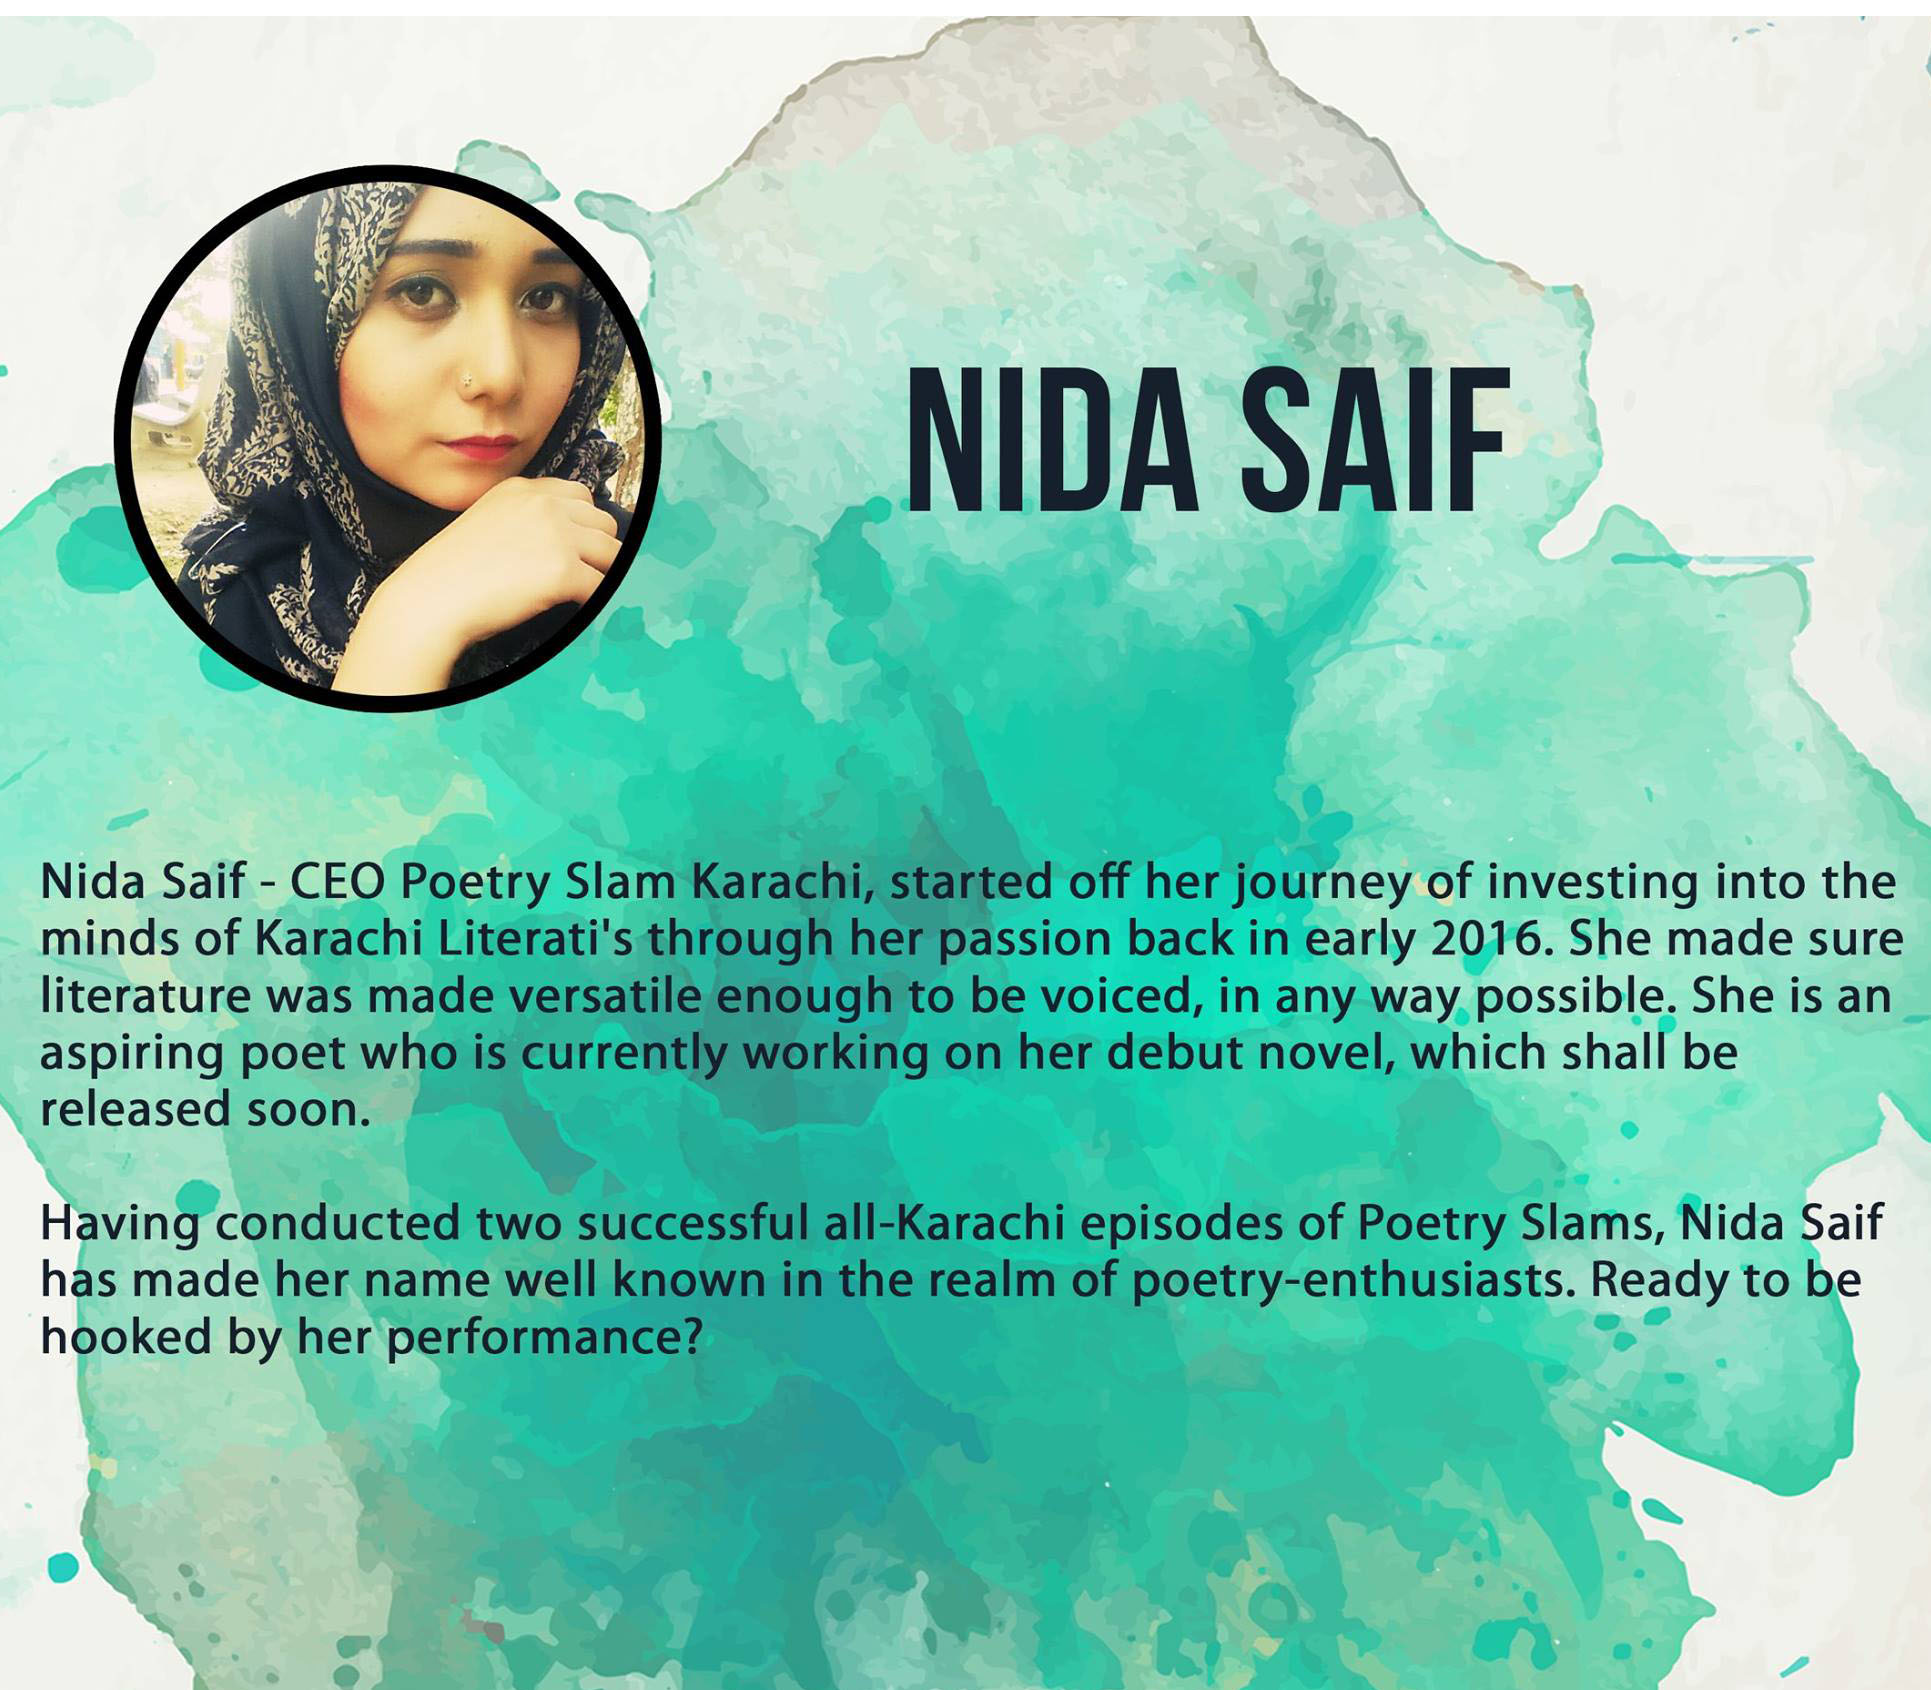 NIDA SAIF
Nida Saif - CEO Poetry Slam Karachi, started off her journey of investing into the
minds of Karachi Literati's through her passion back in early 2016. She made sure
literature was made versatile enough to be voiced, in any way possible. She is an
aspiring poet who is currently working on her debut novel, which shall be
released soon.
Having conducted two successful all-Karachi episodes of Poetry Slams, Nida Saif
has made her name well known in the realm of poetry-enthusiasts. Ready to be
hooked by her performance?